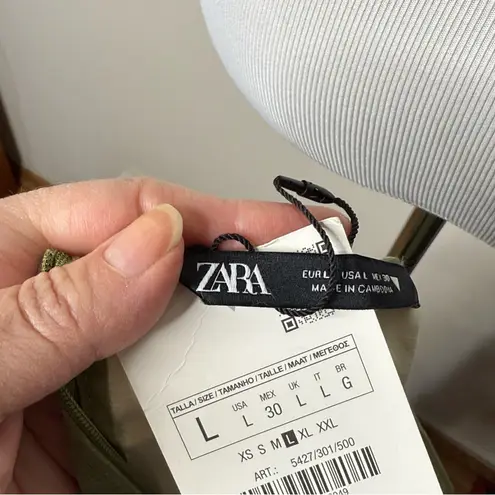 ZARA
EUR L USA L MEX 30
MADE IN CAMBODIA
TALLA/SIZE/TAMANHO/TAILLE/MAAT/ΜΕΓΕΘΟΣ
L
USA MEX UK IT BR
L 30 L L G
XS S M L XL XXL
ART.: 5427/301/500